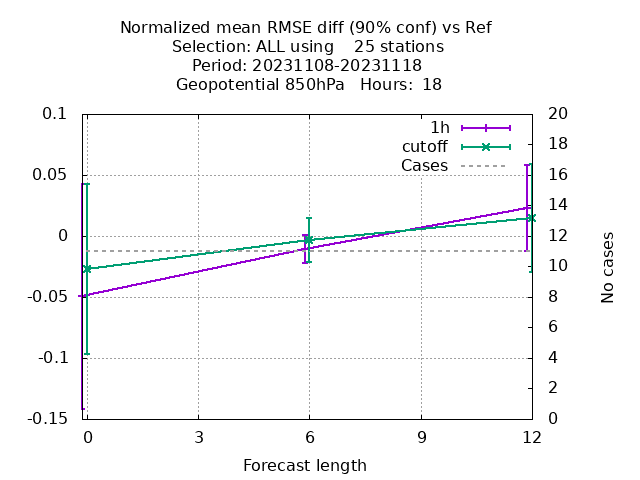 Normalized mean RMSE diff (90% conf) vs Ref
Selection: ALL using    25 stations
Period: 20231108-20231118
Geopotential 850hPa   Hours:  18
0.1
0.05
0
-0.05
-0.1
-0.15
20
18
16
14
12
10
8
6
4
2
0
1h
cutoff
Cases
No cases
0 3 6 9 12
Forecast length